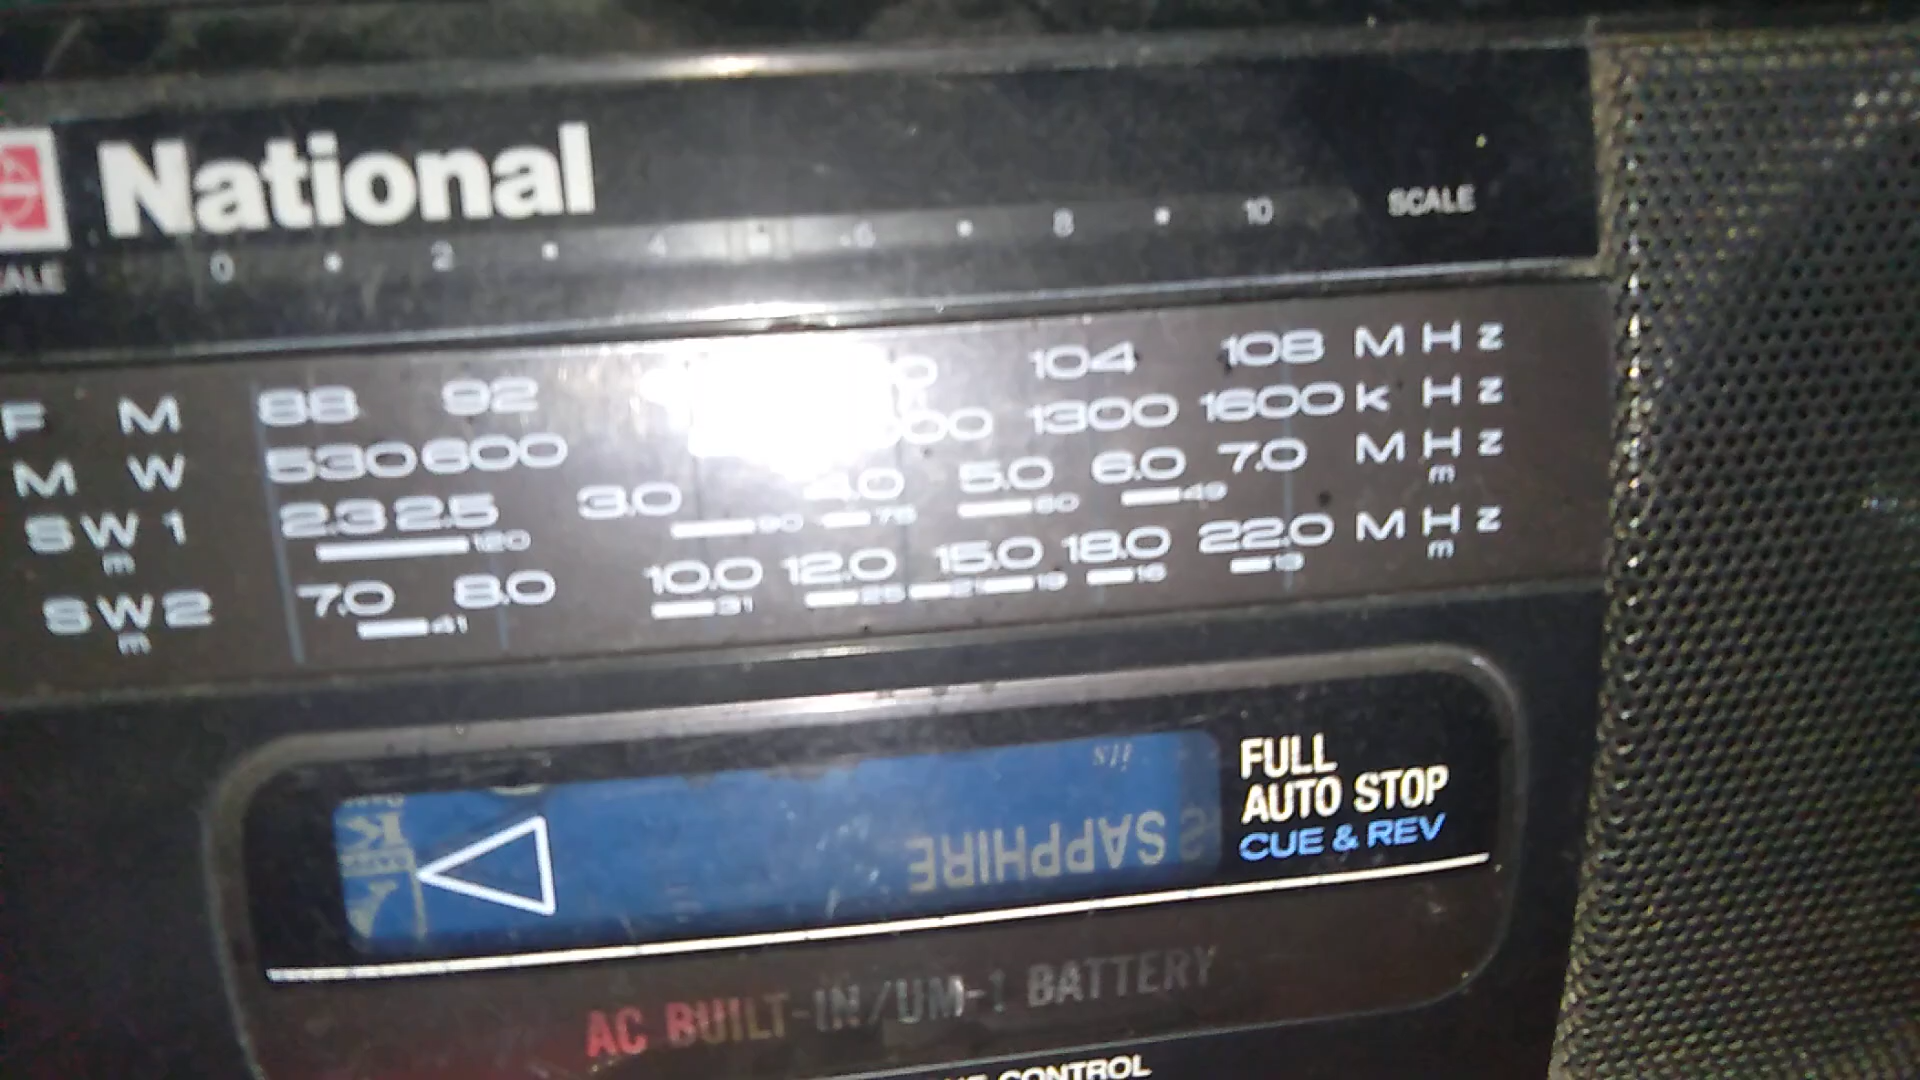 National
SCALE
0 2 4 6 8 10 SCALE
F M 88 92 104 108 MHz
M W 530 600 1300 1600 kHz
SW1 2.3 2.5 3.0 4.0 5.0 6.0 7.0 MHz
m 120 90 75 60 49 m
SW2 7.0 8.0 10.0 12.0 15.0 18.0 22.0 MHz
m 41 31 25 21 19 16 13 m
FULL
AUTO STOP
SAPPHIRE
CUE & REV
AC BUILT-IN/UM-1 BATTERY
CONTROL